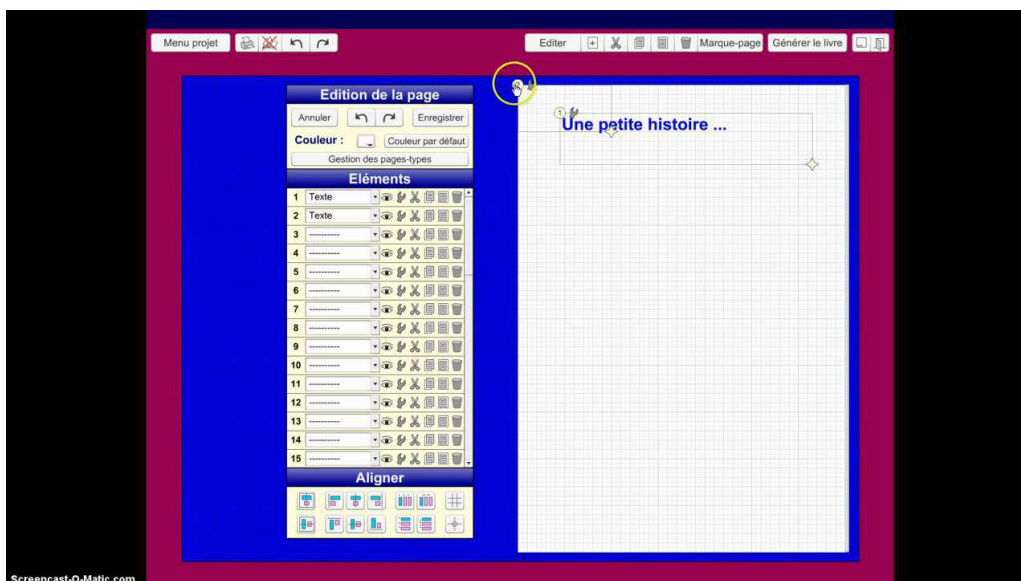 Menu projet
Editer
Marque-page
Générer le livre
Edition de la page
Annuler
Enregistrer
Couleur :
Couleur par défaut
Gestion des pages-types
Eléments
1 Texte
2 Texte
3 ----------
4 ----------
5 ----------
6 ----------
7 ----------
8 ----------
9 ----------
10 ----------
11 ----------
12 ----------
13 ----------
14 ----------
15 ----------
Aligner
1
Une petite histoire ...
Screencast-O-Matic.com